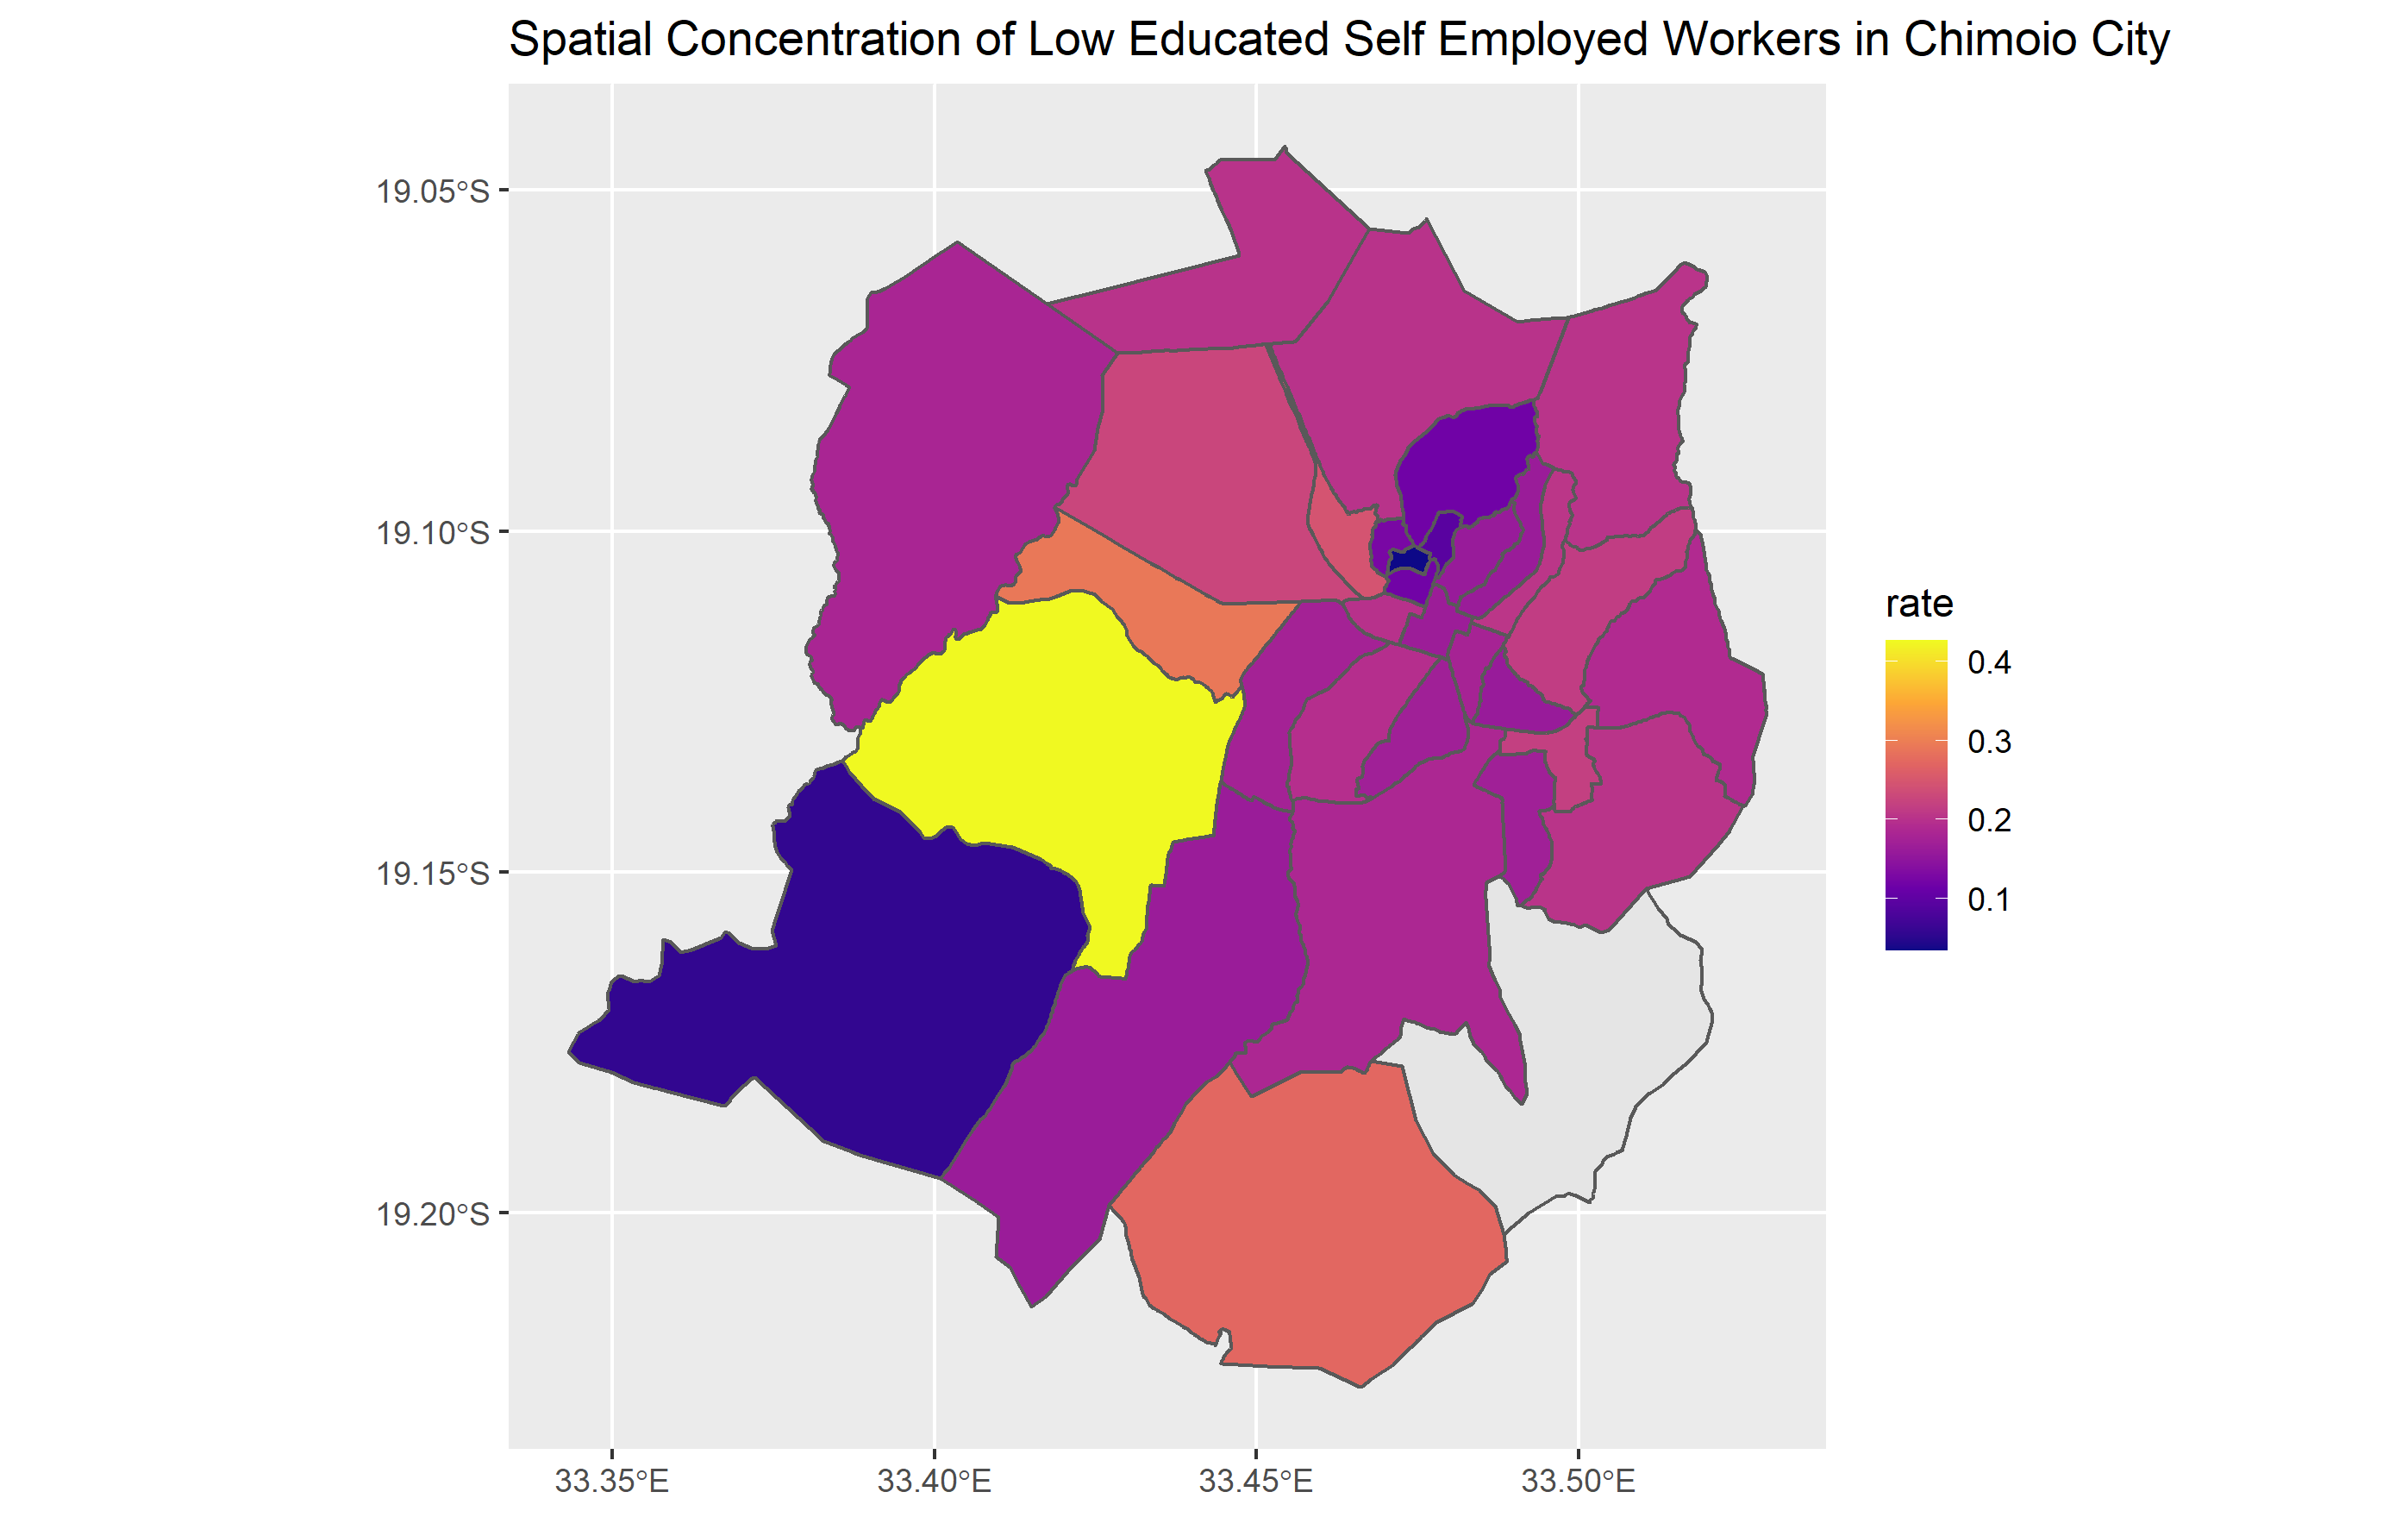 Spatial Concentration of Low Educated Self Employed Workers in Chimoio City
19.05°S
19.10°S
19.15°S
19.20°S
33.35°E
33.40°E
33.45°E
33.50°E
rate
0.4
0.3
0.2
0.1